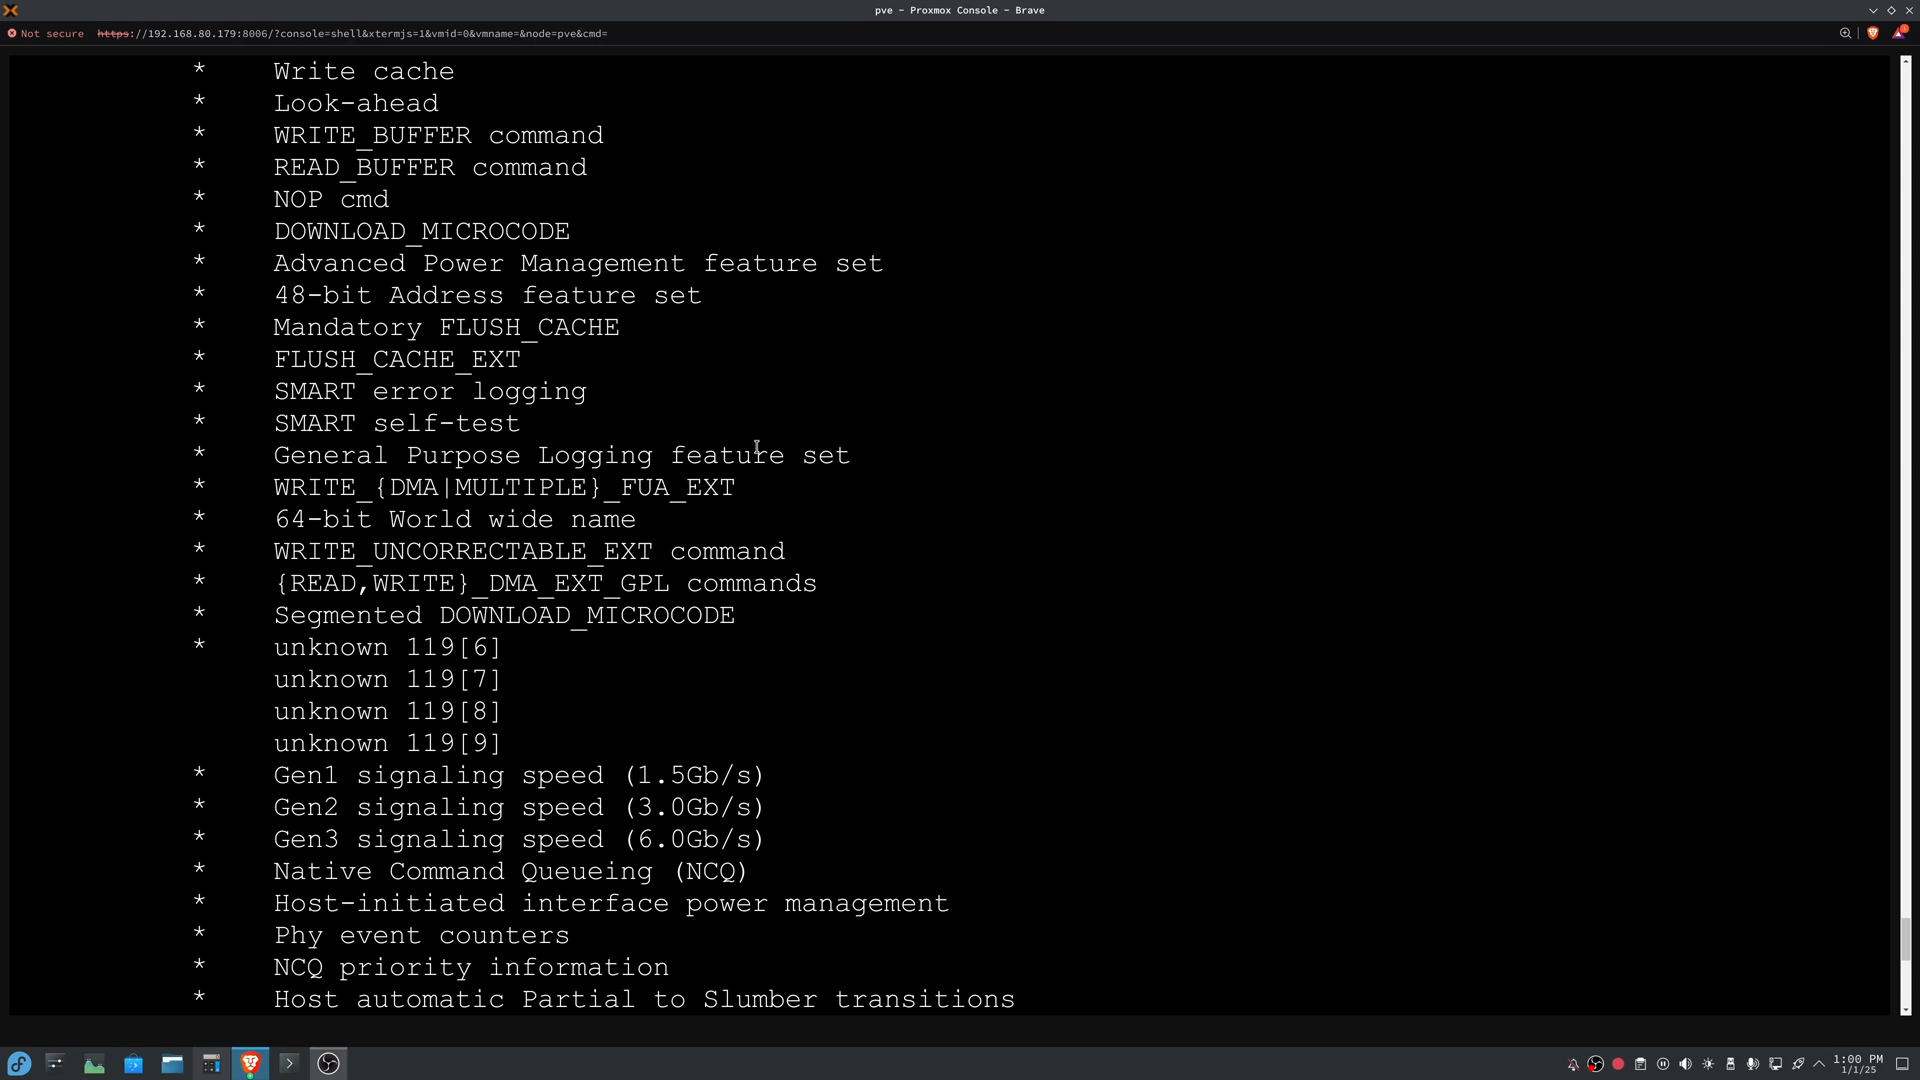 pve - Proxmox Console - Brave
Not secure https://192.168.80.179:8006/?console=shell&xtermjs=1&vmid=0&vmname=&node=pve&cmd=
* Write cache
* Look-ahead
* WRITE_BUFFER command
* READ_BUFFER command
* NOP cmd
* DOWNLOAD_MICROCODE
* Advanced Power Management feature set
* 48-bit Address feature set
* Mandatory FLUSH_CACHE
* FLUSH_CACHE_EXT
* SMART error logging
* SMART self-test
* General Purpose Logging feature set
* WRITE_{DMA|MULTIPLE}_FUA_EXT
* 64-bit World wide name
* WRITE_UNCORRECTABLE_EXT command
* {READ,WRITE}_DMA_EXT_GPL commands
* Segmented DOWNLOAD_MICROCODE
* unknown 119[6]
unknown 119[7]
unknown 119[8]
unknown 119[9]
* Gen1 signaling speed (1.5Gb/s)
* Gen2 signaling speed (3.0Gb/s)
* Gen3 signaling speed (6.0Gb/s)
* Native Command Queueing (NCQ)
* Host-initiated interface power management
* Phy event counters
* NCQ priority information
* Host automatic Partial to Slumber transitions
1:00 PM
1/1/25